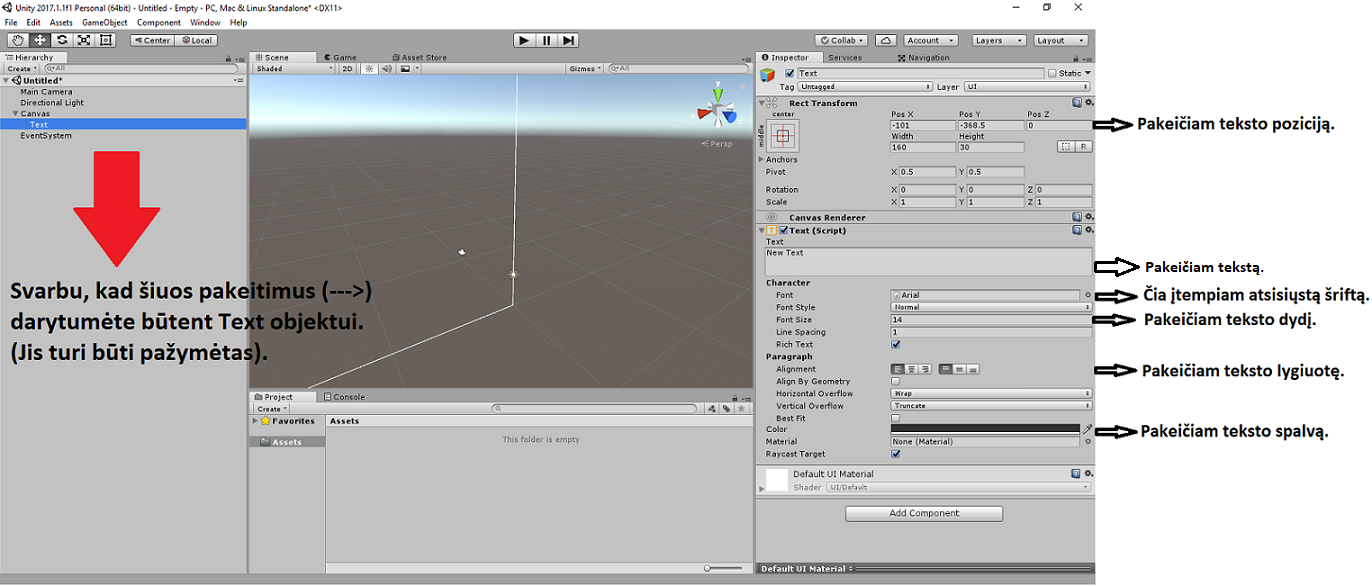 Unity 2017.1.1f1 Personal (64bit) - Untitled - Empty - PC, Mac & Linux Standalone* <DX11>
File Edit Assets GameObject Component Window Help
Center Local Collab Account Layers Layout
Hierarchy
Create All
Untitled*
Main Camera
Directional Light
Canvas
Text
EventSystem
Svarbu, kad šiuos pakeitimus (--->)
darytumėte būtent Text objektui.
(Jis turi būti pažymėtas).
Scene Game Asset Store
Shaded 2D Gizmos All
y
Persp
Project Console
Create
Favorites
Assets
Assets
This folder is empty
Inspector Services Navigation
Text Static
Tag Untagged Layer UI
Rect Transform
center
middle
Pos X Pos Y Pos Z
-101 -368.5 0
Width Height
160 30
R
Anchors
Pivot X 0.5 Y 0.5
Rotation X 0 Y 0 Z 0
Scale X 1 Y 1 Z 1
Canvas Renderer
Text (Script)
Text
New Text
Character
Font Arial
Font Style Normal
Font Size 14
Line Spacing 1
Rich Text
Paragraph
Alignment
Align By Geometry
Horizontal Overflow Wrap
Vertical Overflow Truncate
Best Fit
Color
Material None (Material)
Raycast Target
Default UI Material
Shader UI/Default
Add Component
Default UI Material
Pakeičiam teksto poziciją.
Pakeičiam tekstą.
Čia įtempiam atsisiųstą šriftą.
Pakeičiam teksto dydį.
Pakeičiam teksto lygiuotę.
Pakeičiam teksto spalvą.